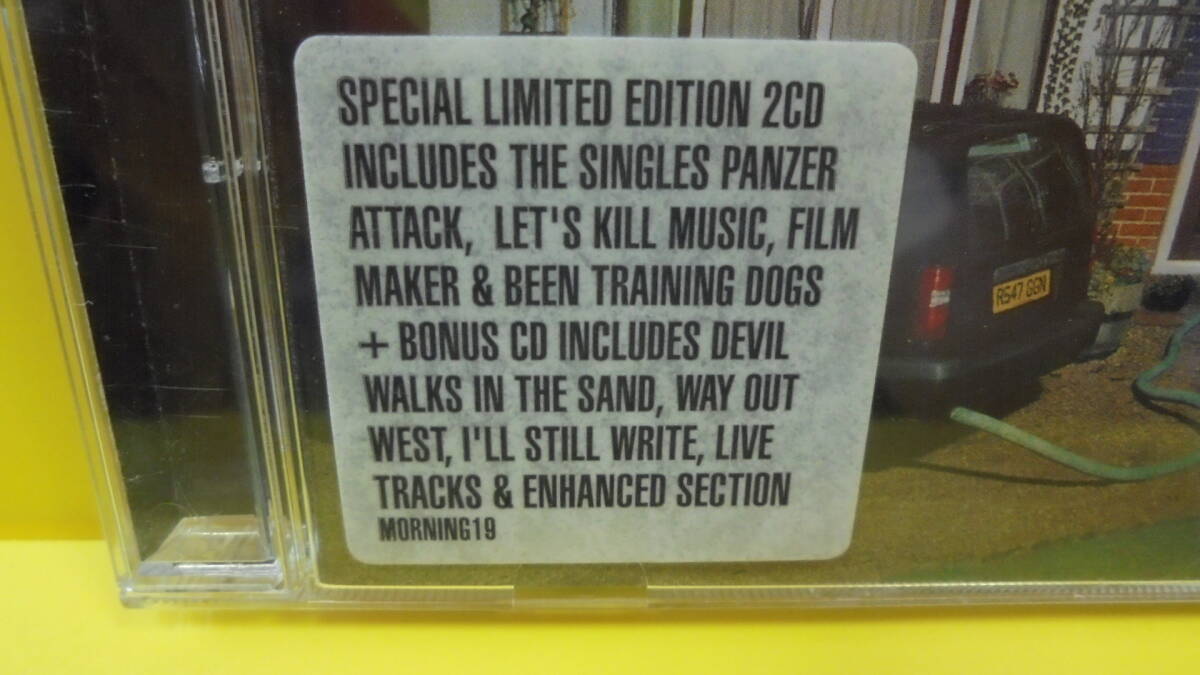 SPECIAL LIMITED EDITION 2CD
INCLUDES THE SINGLES PANZER
ATTACK, LET'S KILL MUSIC, FILM
MAKER & BEEN TRAINING DOGS
+ BONUS CD INCLUDES DEVIL
WALKS IN THE SAND, WAY OUT
WEST, I'LL STILL WRITE, LIVE
TRACKS & ENHANCED SECTION
MORNING19
R547 GGN